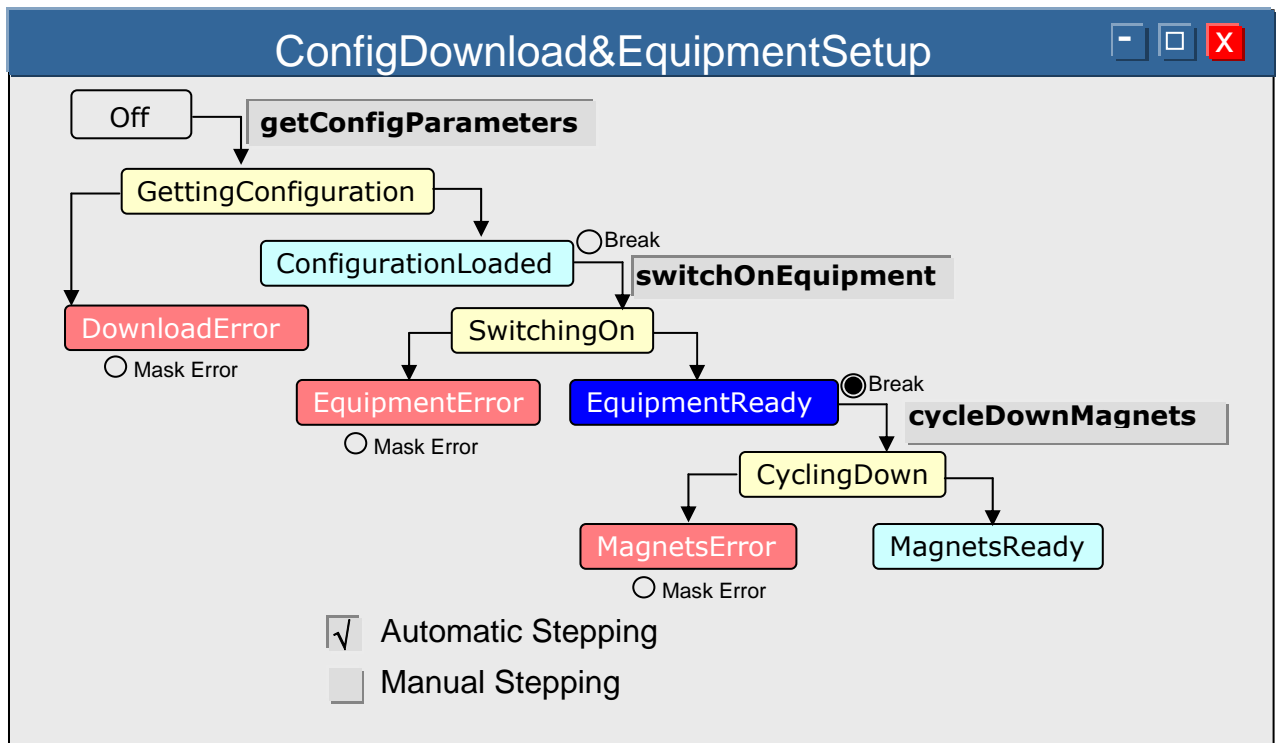 ConfigDownload&EquipmentSetup
- □ X
Off
getConfigParameters
GettingConfiguration
Break
ConfigurationLoaded
switchOnEquipment
DownloadError
SwitchingOn
Mask Error
EquipmentError
EquipmentReady
Break
cycleDownMagnets
Mask Error
CyclingDown
MagnetsError
MagnetsReady
Mask Error
√ Automatic Stepping
Manual Stepping